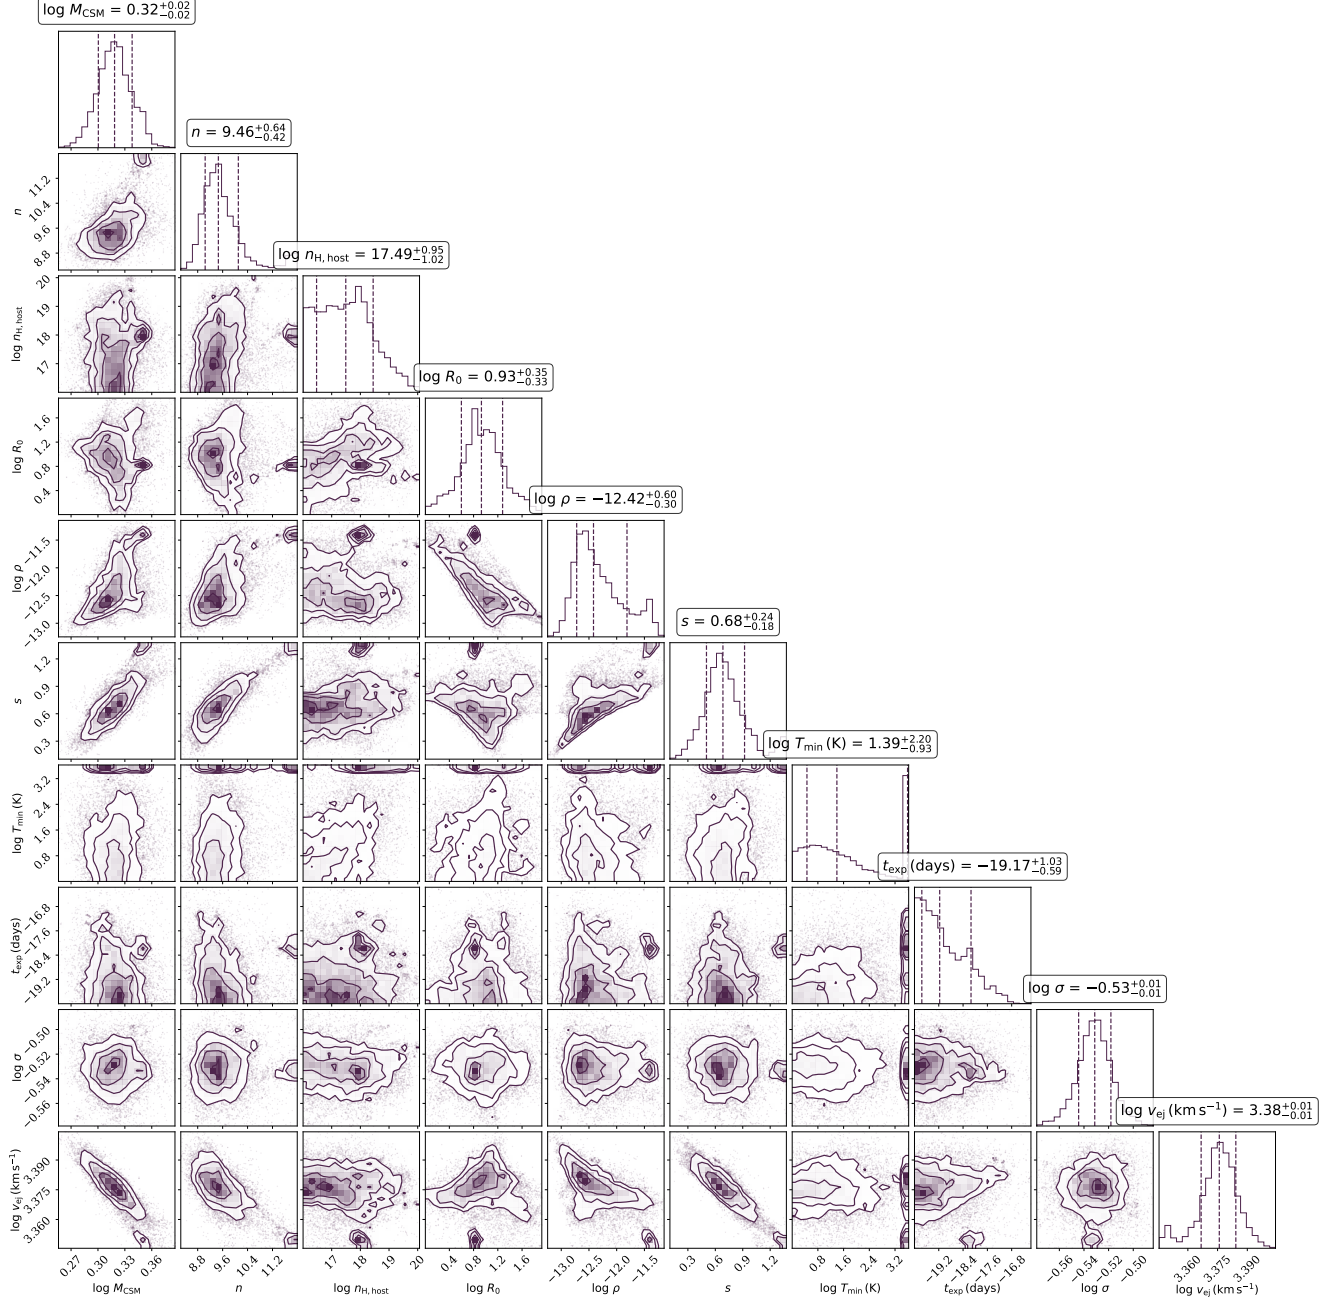 log M_CSM = 0.32^{+0.02}_{−0.02}
n = 9.46^{+0.64}_{−0.42}
log n_{H, host} = 17.49^{+0.95}_{−1.02}
log R_0 = 0.93^{+0.35}_{−0.33}
log ρ = −12.42^{+0.60}_{−0.30}
s = 0.68^{+0.24}_{−0.18}
log T_min (K) = 1.39^{+2.20}_{−0.93}
t_exp (days) = −19.17^{+1.03}_{−0.59}
log σ = −0.53^{+0.01}_{−0.01}
log v_ej (km s^{−1}) = 3.38^{+0.01}_{−0.01}
n
11.2
10.4
9.6
8.8
log n_{H, host}
20
19
18
17
log R_0
1.6
1.2
0.8
0.4
log ρ
−11.5
−12.0
−12.5
−13.0
s
1.2
0.9
0.6
0.3
log T_min (K)
3.2
2.4
1.6
0.8
t_exp (days)
−16.8
−17.6
−18.4
−19.2
log σ
−0.50
−0.52
−0.54
−0.56
log v_ej (km s^{−1})
3.390
3.375
3.360
0.27 0.30 0.33 0.36
8.8 9.6 10.4 11.2
17 18 19 20
0.4 0.8 1.2 1.6
−13.0 −12.5 −12.0 −11.5
0.3 0.6 0.9 1.2
0.8 1.6 2.4 3.2
−19.2 −18.4 −17.6 −16.8
−0.56 −0.54 −0.52 −0.50
3.360 3.375 3.390
log M_CSM
n
log n_{H, host}
log R_0
log ρ
s
log T_min (K)
t_exp (days)
log σ
log v_ej (km s^{−1})